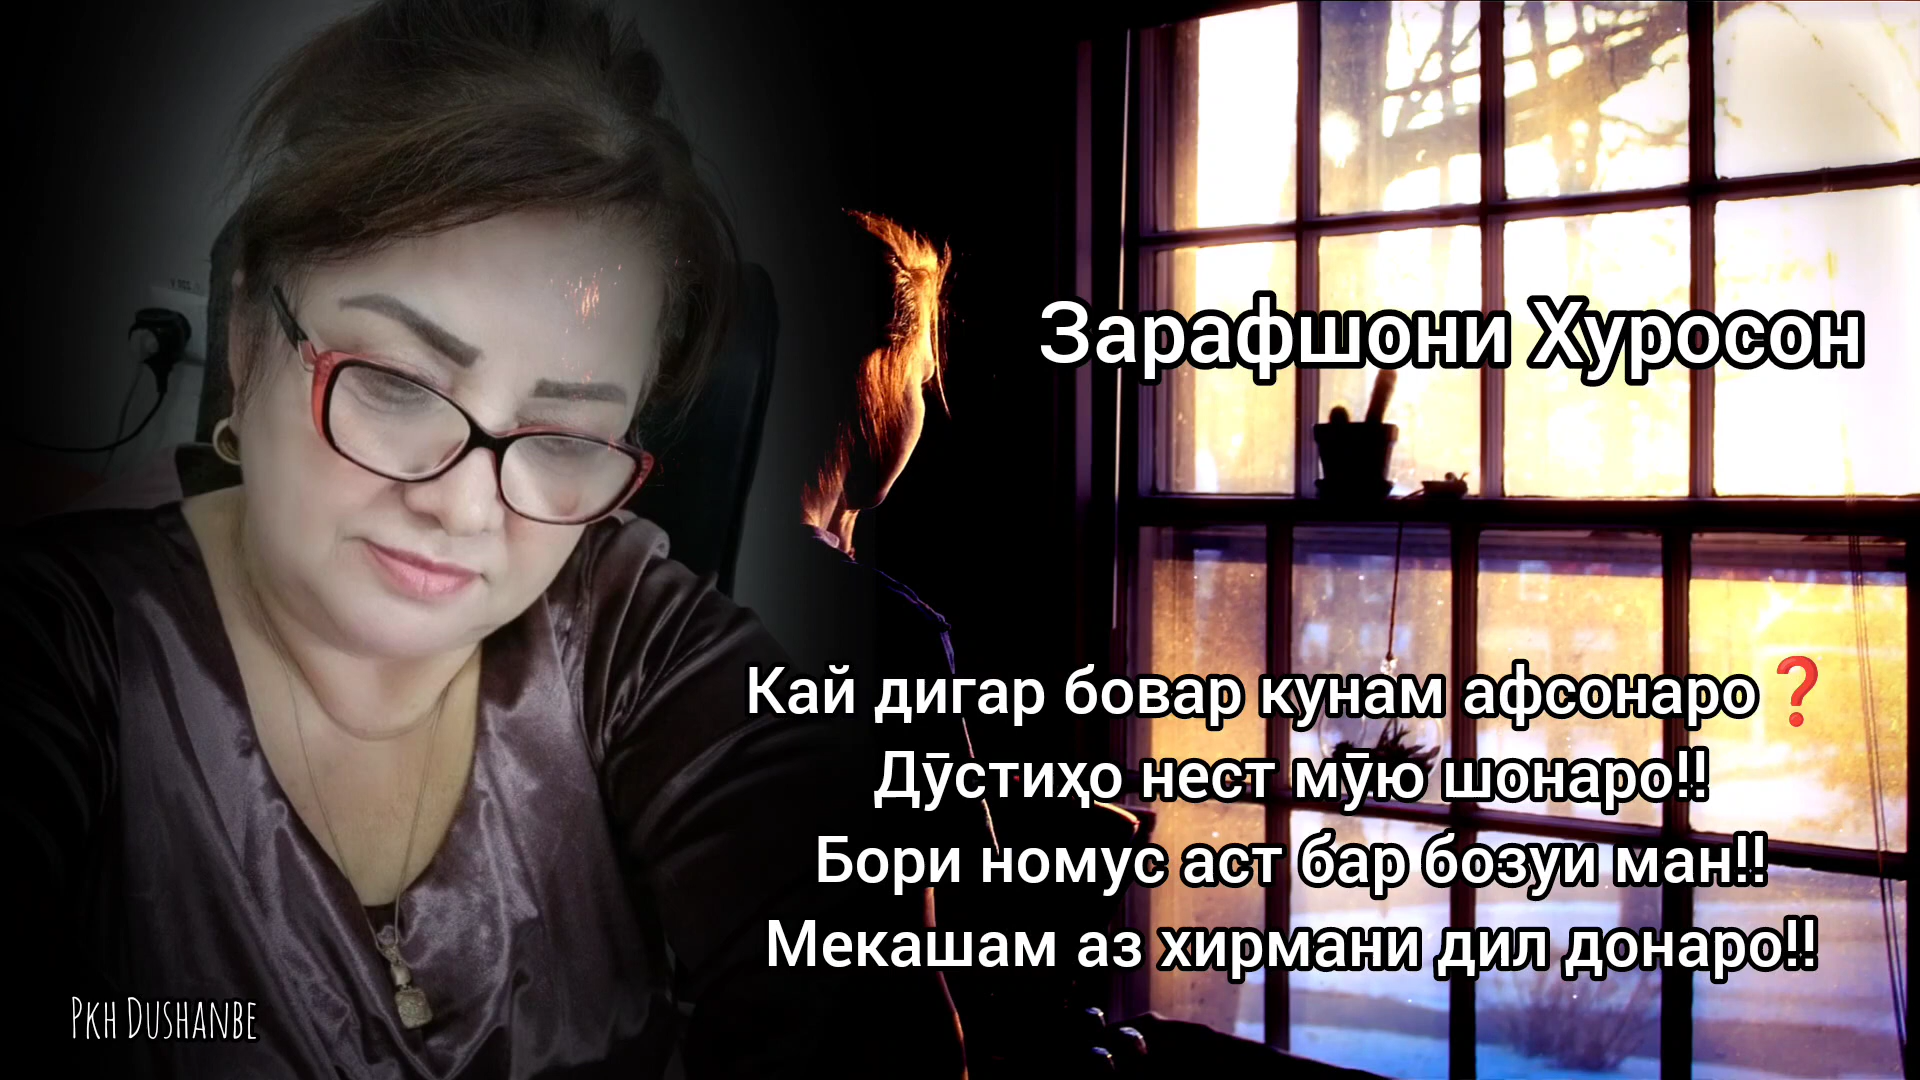 Зарафшони Хуросон
Кай дигар бовар кунам афсонаро❓
Дӯстиҳо нест мӯю шонаро!!
Бори номус аст бар бозуи ман!!
Мекашам аз хирмани дил донаро!!
Pkh Dushanbe